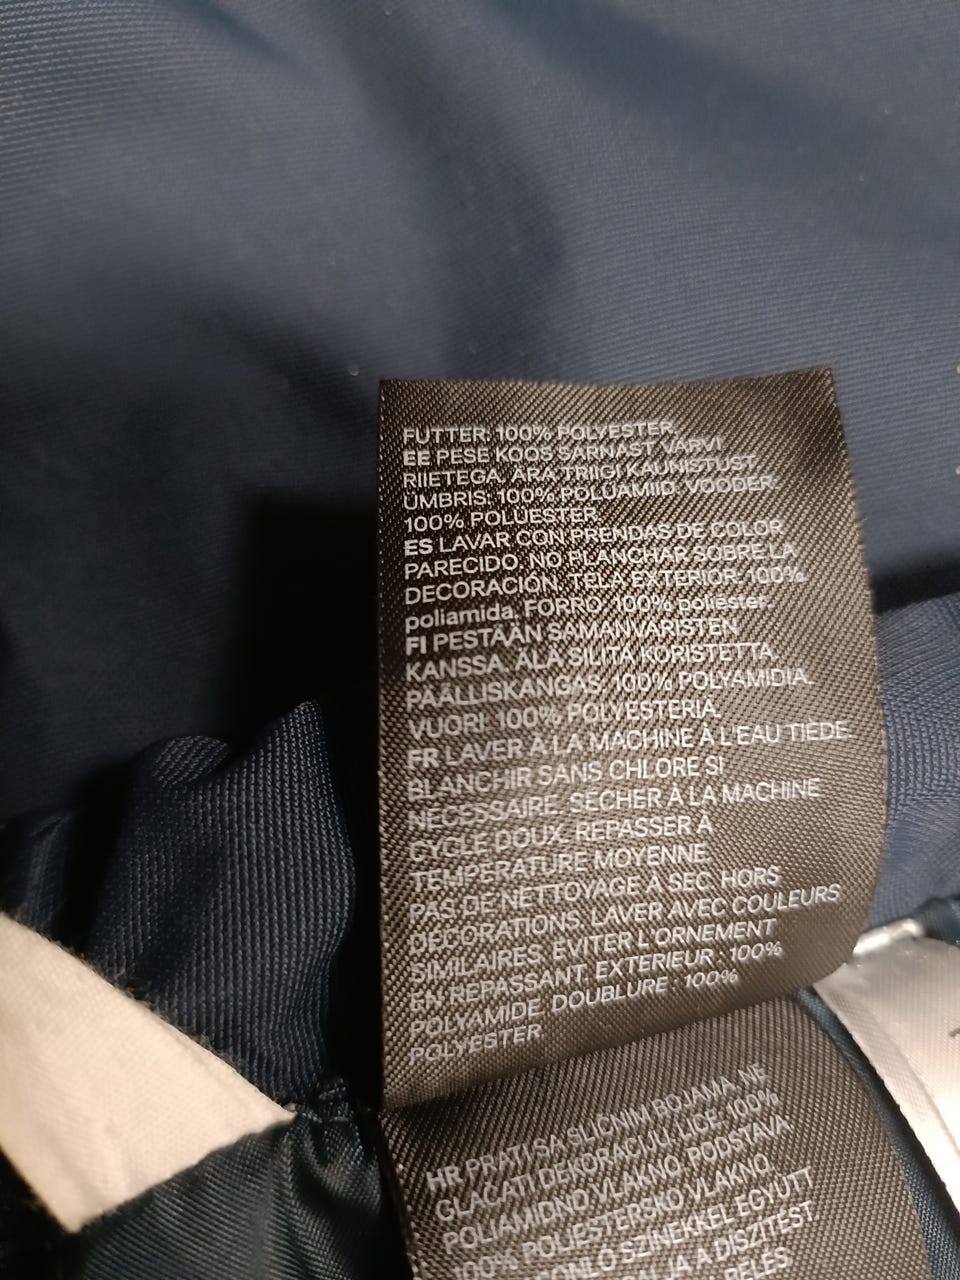 FUTTER: 100% POLYESTER.
EE PESE KOOS SARNAST VÄRVI
RIIETEGA. ÄRA TRIIGI KAUNISTUST.
ÜMBRIS: 100% POLÜAMIID. VOODER:
100% POLÜESTER.
ES LAVAR CON PRENDAS DE COLOR
PARECIDO. NO PLANCHAR SOBRE LA
DECORACIÓN. TELA EXTERIOR: 100%
poliamida. FORRO: 100% poliéster.
FI PESTÄÄN SAMANVÄRISTEN
KANSSA. ÄLÄ SILITÄ KORISTETTA.
PÄÄLLISKANGAS: 100% POLYAMIDIA.
VUORI: 100% POLYESTERIA.
FR LAVER À LA MACHINE À L'EAU TIÈDE.
BLANCHIR SANS CHLORE SI
NÉCESSAIRE. SÉCHER À LA MACHINE
CYCLE DOUX. REPASSER À
TEMPÉRATURE MOYENNE.
PAS DE NETTOYAGE À SEC. HORS
DÉCORATIONS. LAVER AVEC COULEURS
SIMILAIRES. ÉVITER L'ORNEMENT
EN REPASSANT. EXTERIEUR : 100%
POLYAMIDE. DOUBLURE : 100%
POLYESTER
HR PRATI SA SLIČNIM BOJAMA. NE
GLAČATI DEKORACIJU. LICE: 100%
POLIAMIDNO VLAKNO. PODSTAVA:
100% POLIESTERSKO VLAKNO.
SZÍNEKKEL EGYÜTT
A DÍSZÍTÉST